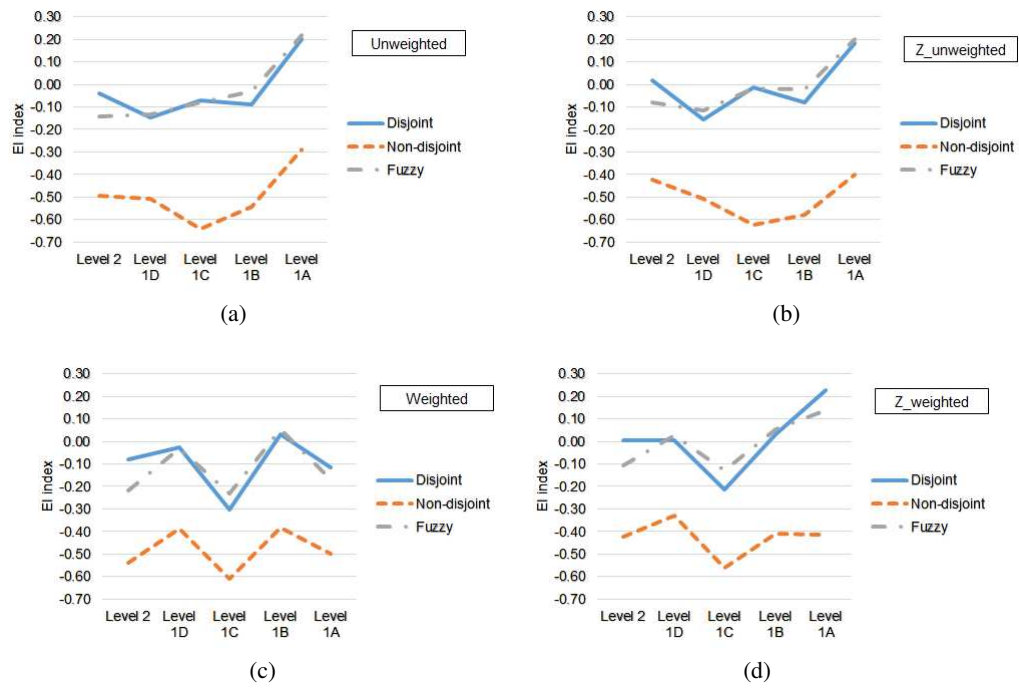 0.30
0.20
0.10
0.00
-0.10
-0.20
-0.30
-0.40
-0.50
-0.60
-0.70
EI index
Level 2 Level 1D Level 1C Level 1B Level 1A
Unweighted
Disjoint
Non-disjoint
Fuzzy
(a)
0.30
0.20
0.10
0.00
-0.10
-0.20
-0.30
-0.40
-0.50
-0.60
-0.70
EI index
Level 2 Level 1D Level 1C Level 1B Level 1A
Z_unweighted
Disjoint
Non-disjoint
Fuzzy
(b)
0.30
0.20
0.10
0.00
-0.10
-0.20
-0.30
-0.40
-0.50
-0.60
-0.70
EI index
Level 2 Level 1D Level 1C Level 1B Level 1A
Weighted
Disjoint
Non-disjoint
Fuzzy
(c)
0.30
0.20
0.10
0.00
-0.10
-0.20
-0.30
-0.40
-0.50
-0.60
-0.70
EI index
Level 2 Level 1D Level 1C Level 1B Level 1A
Z_weighted
Disjoint
Non-disjoint
Fuzzy
(d)